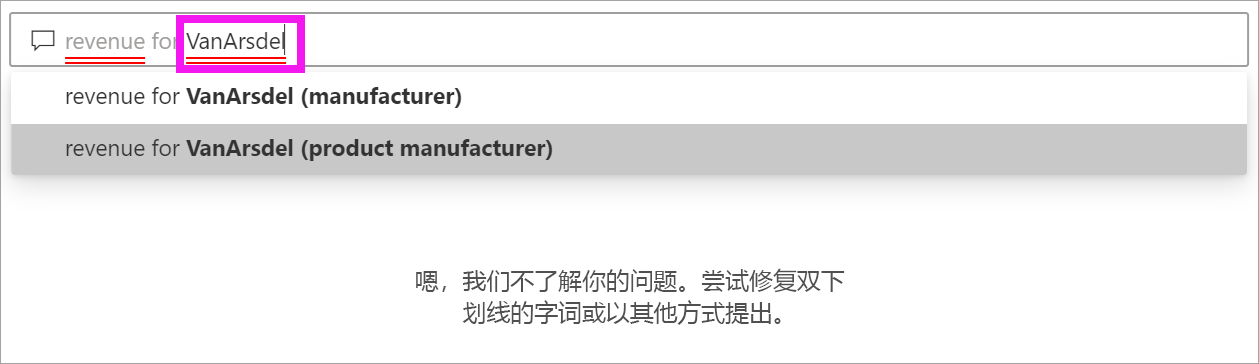 revenue for VanArsdel
revenue for VanArsdel (manufacturer)
revenue for VanArsdel (product manufacturer)
嗯，我们不了解你的问题。尝试修复双下
划线的字词或以其他方式提出。